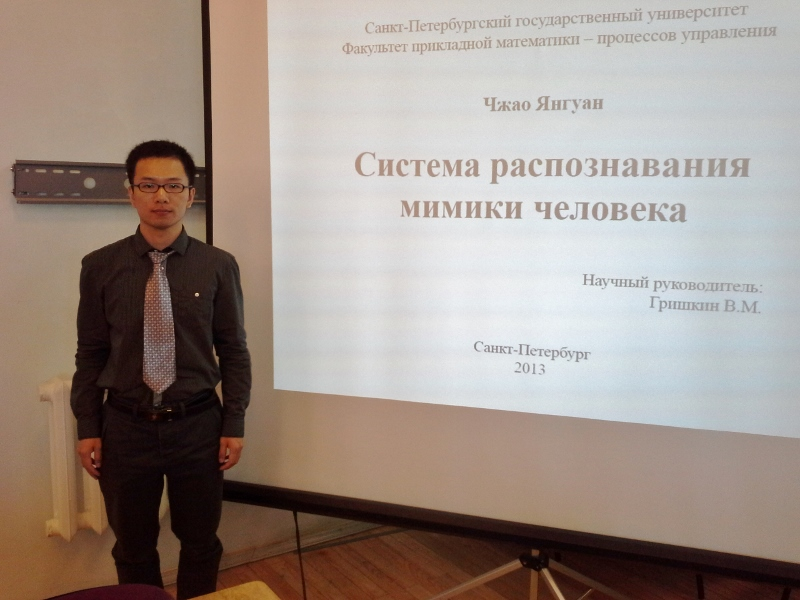 Санкт-Петербургский государственный университет
Факультет прикладной математики – процессов управления
Чжао Янгуан
Система распознавания
мимики человека
Научный руководитель:
Гришкин В.М.
Санкт-Петербург
2013